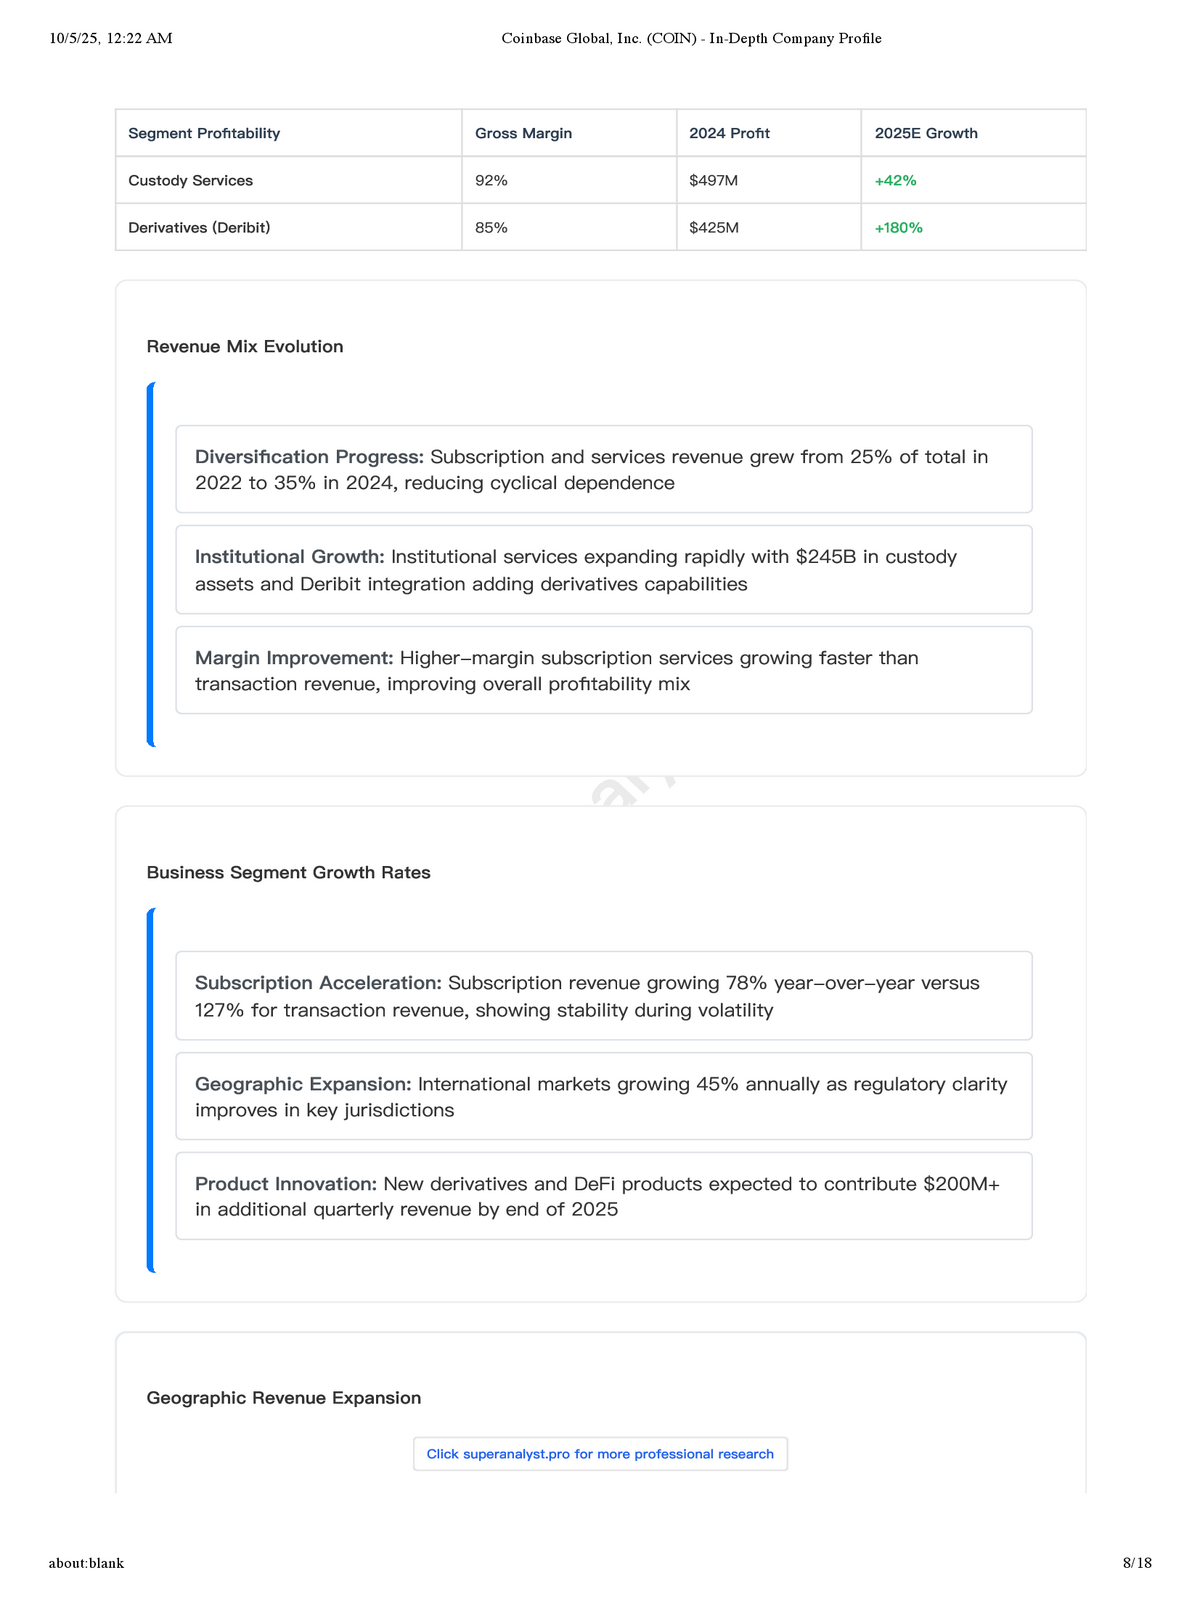 10/5/25, 12:22 AM
Coinbase Global, Inc. (COIN) - In-Depth Company Profile
Segment Profitability Gross Margin 2024 Profit 2025E Growth
Custody Services 92% $497M +42%
Derivatives (Deribit) 85% $425M +180%
Revenue Mix Evolution
Diversification Progress: Subscription and services revenue grew from 25% of total in
2022 to 35% in 2024, reducing cyclical dependence
Institutional Growth: Institutional services expanding rapidly with $245B in custody
assets and Deribit integration adding derivatives capabilities
Margin Improvement: Higher–margin subscription services growing faster than
transaction revenue, improving overall profitability mix
Business Segment Growth Rates
Subscription Acceleration: Subscription revenue growing 78% year–over–year versus
127% for transaction revenue, showing stability during volatility
Geographic Expansion: International markets growing 45% annually as regulatory clarity
improves in key jurisdictions
Product Innovation: New derivatives and DeFi products expected to contribute $200M+
in additional quarterly revenue by end of 2025
Geographic Revenue Expansion
Click superanalyst.pro for more professional research
about:blank
8/18